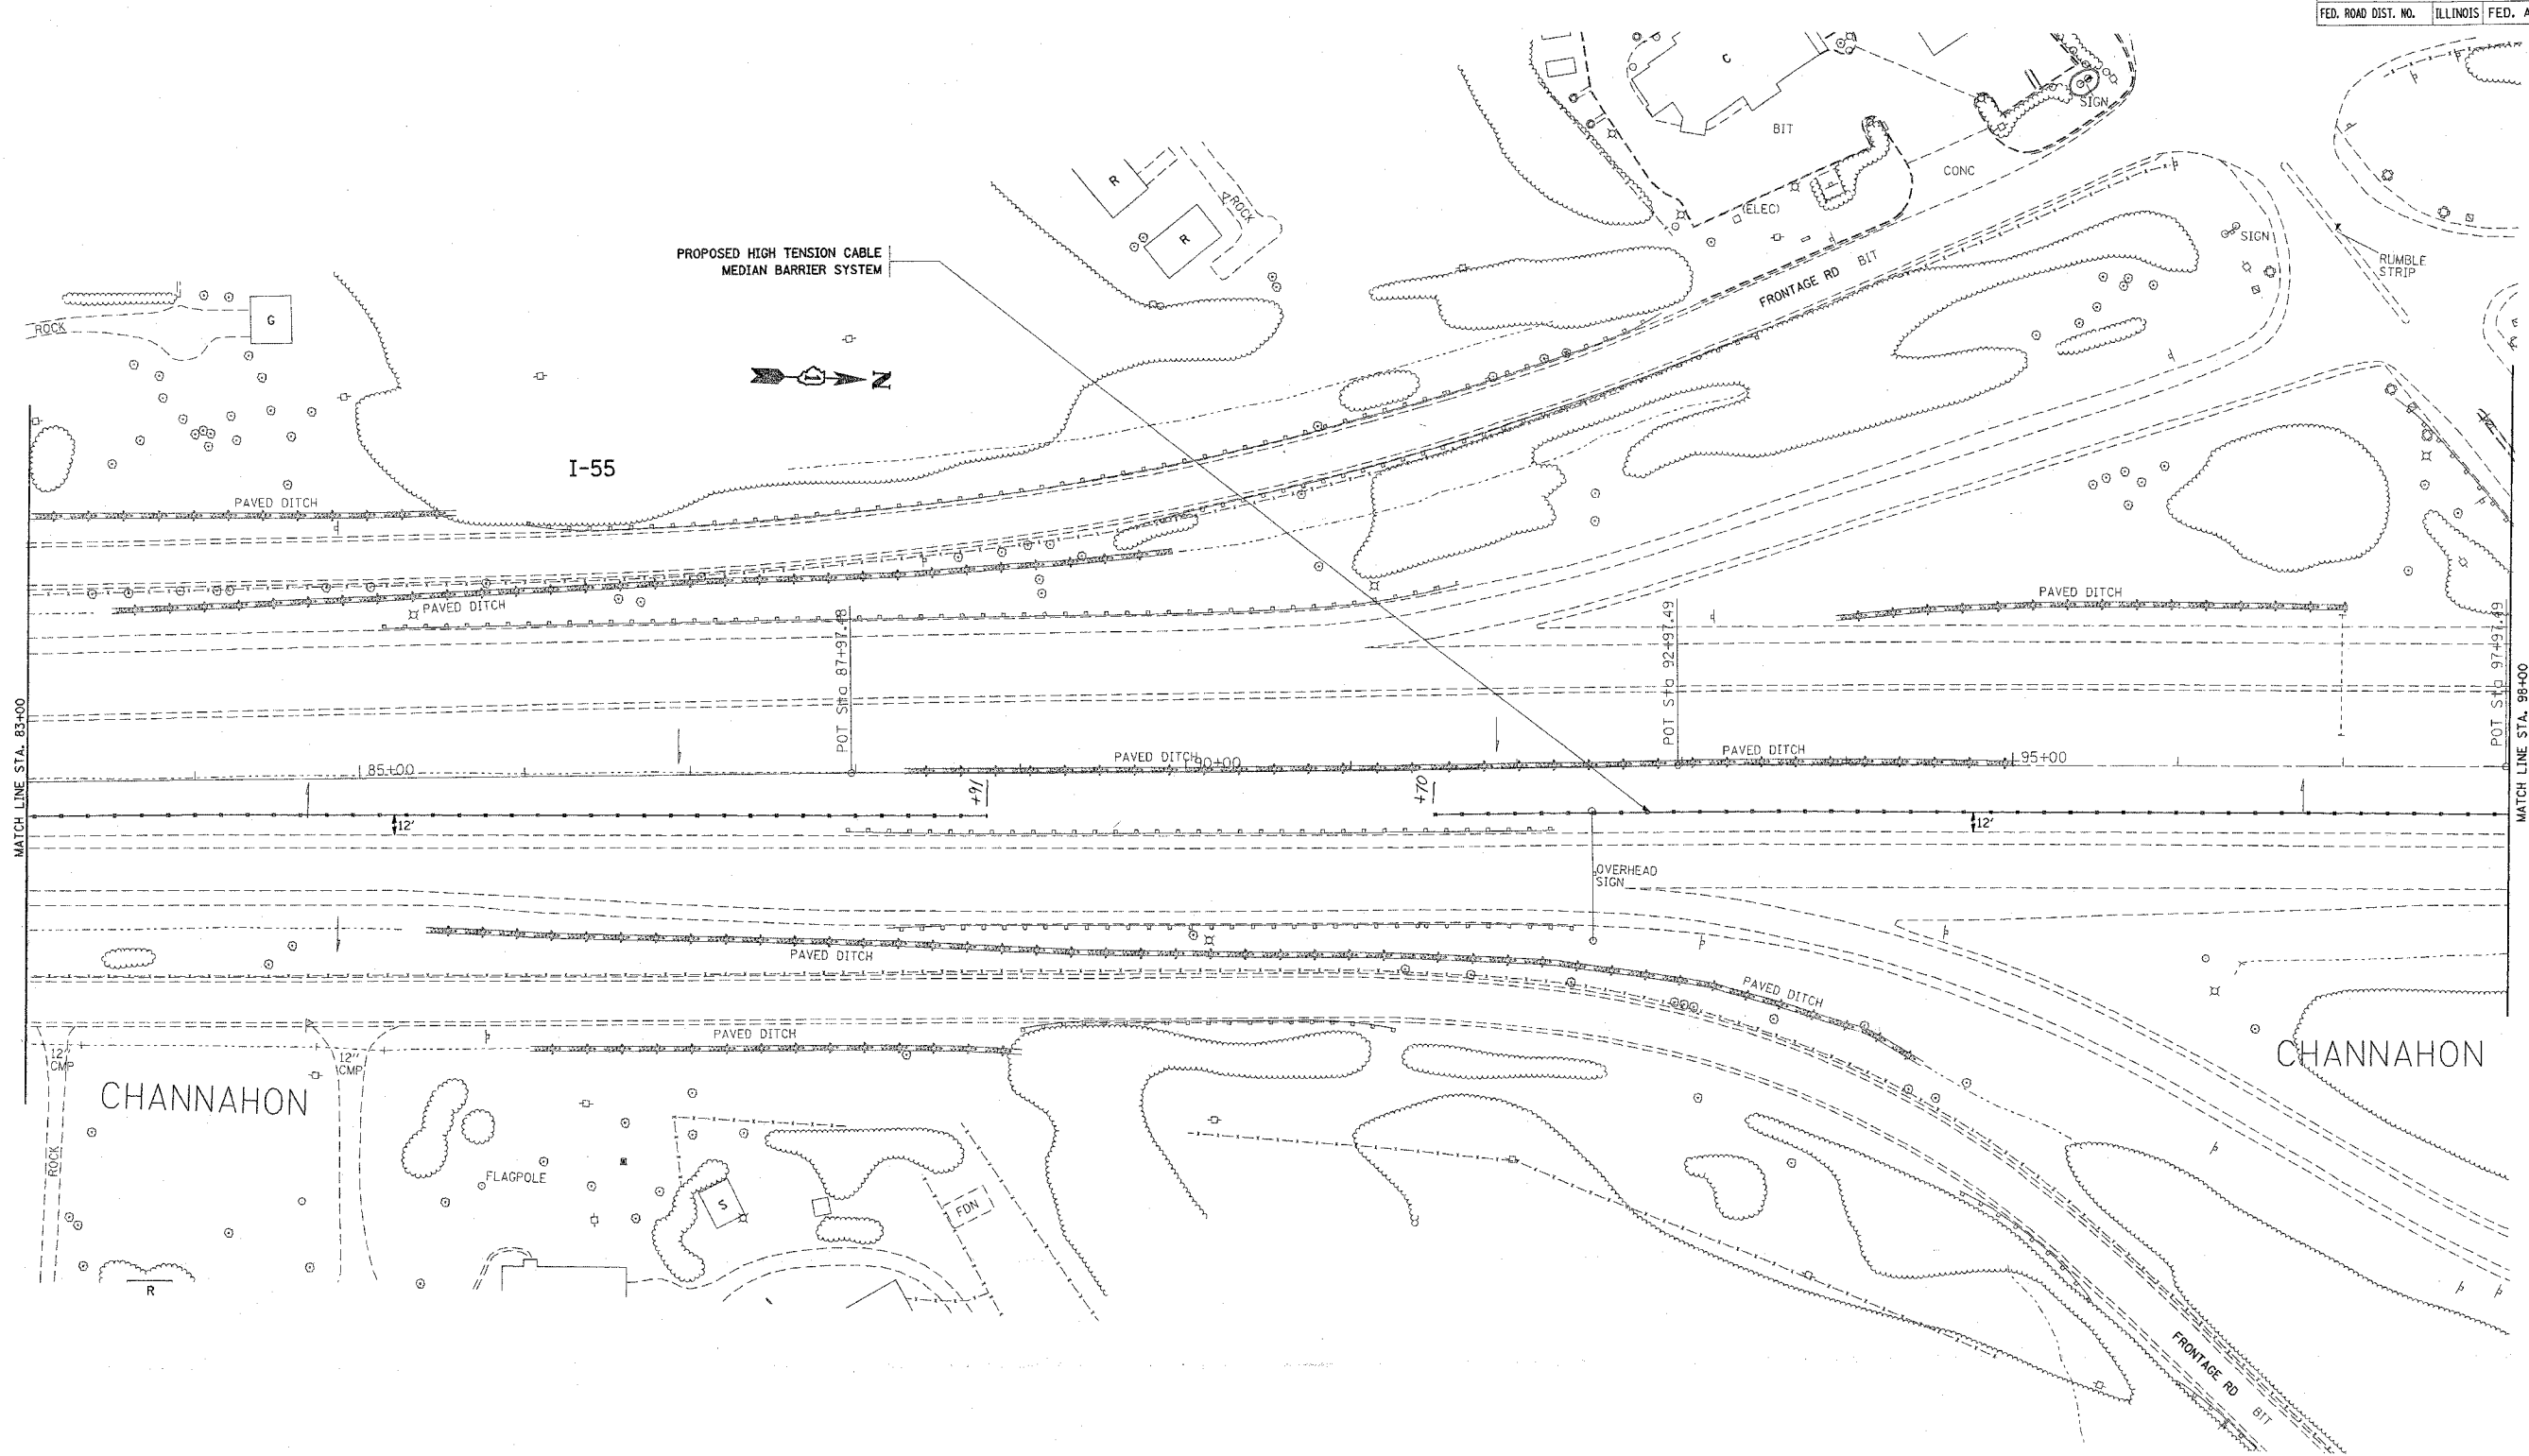 FED. ROAD DIST. NO. ILLINOIS FED. A
C
SIGN
BIT
CONC
R
ROCK
R
(ELEC)
SIGN
PROPOSED HIGH TENSION CABLE
MEDIAN BARRIER SYSTEM
BIT
FRONTAGE RD
RUMBLE
STRIP
G
ROCK
N
I-55
PAVED DITCH
PAVED DITCH
PAVED DITCH
POT Sta 87+97.48
POT Sta 92+97.49
POT Sta 97+97.49
MATCH LINE STA. 83+00
MATCH LINE STA. 98+00
85+00
PAVED DITCH
90+00
PAVED DITCH
95+00
+91
+70
12'
12'
OVERHEAD
SIGN
PAVED DITCH
PAVED DITCH
PAVED DITCH
12"
CMP
12"
CMP
CHANNAHON
CHANNAHON
ROCK
FLAGPOLE
S
FDN
R
FRONTAGE RD
BIT